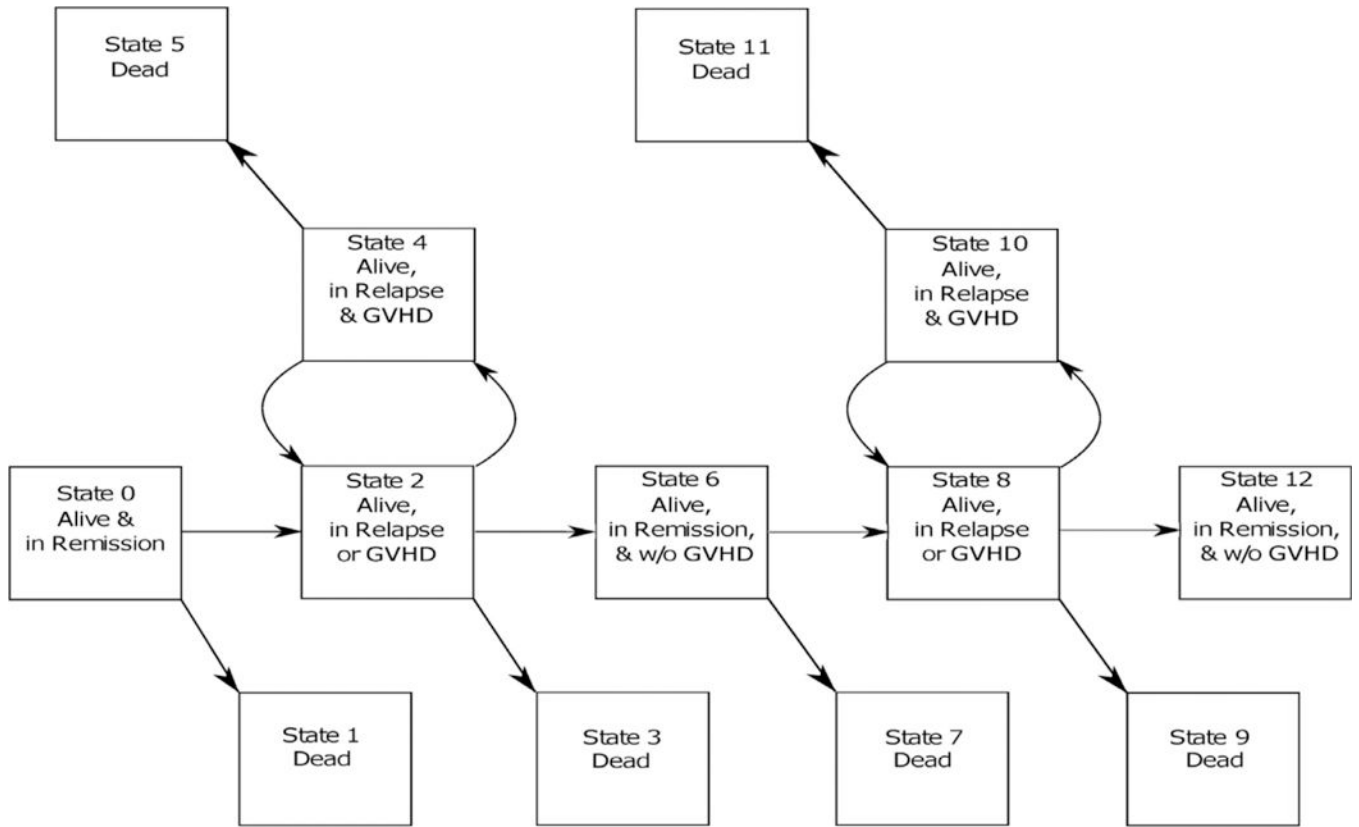 State 5
Dead
State 11
Dead
State 4
Alive,
in Relapse
& GVHD
State 10
Alive,
in Relapse
& GVHD
State 0
Alive &
in Remission
State 2
Alive,
in Relapse
or GVHD
State 6
Alive,
in Remission,
& w/o GVHD
State 8
Alive,
in Relapse
or GVHD
State 12
Alive,
in Remission,
& w/o GVHD
State 1
Dead
State 3
Dead
State 7
Dead
State 9
Dead